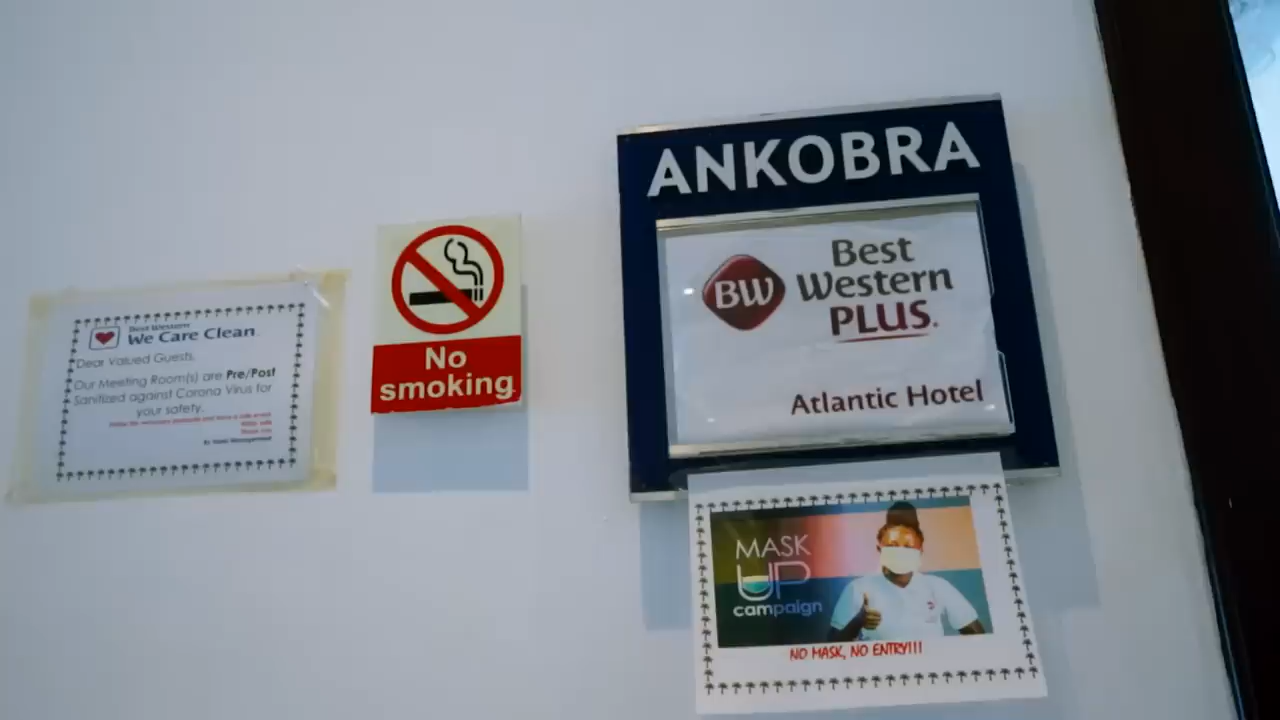 Best Western
We Care Clean.
Dear Valued Guests,
Our Meeting Room(s) are Pre/Post
Sanitized against Corona Virus for
your safety.
No
smoking
ANKOBRA
BW
Best
Western
PLUS.
Atlantic Hotel
MASK
UP
campaign
NO MASK, NO ENTRY!!!